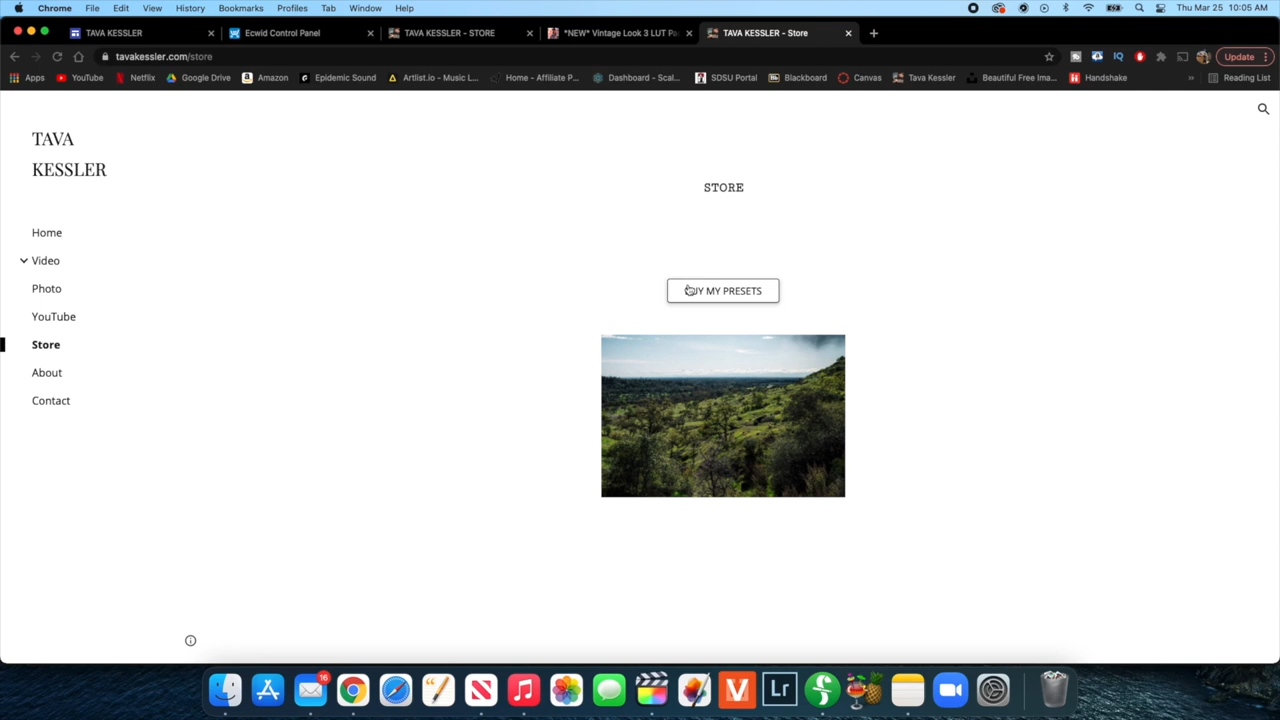 Chrome File Edit View History Bookmarks Profiles Tab Window Help Thu Mar 25 10:05 AM
TAVA KESSLER Ecwid Control Panel TAVA KESSLER - STORE *NEW* Vintage Look 3 LUT Pa TAVA KESSLER - Store
tavakessler.com/store Update
Apps YouTube Netflix Google Drive Amazon Epidemic Sound Artlist.io - Music L... Home - Affiliate P... Dashboard - Scal... SDSU Portal Blackboard Canvas Tava Kessler Beautiful Free Ima... Handshake » Reading List
TAVA
KESSLER
STORE
Home
Video
Photo
YouTube
Store
About
Contact
MY PRESETS
16
Lr